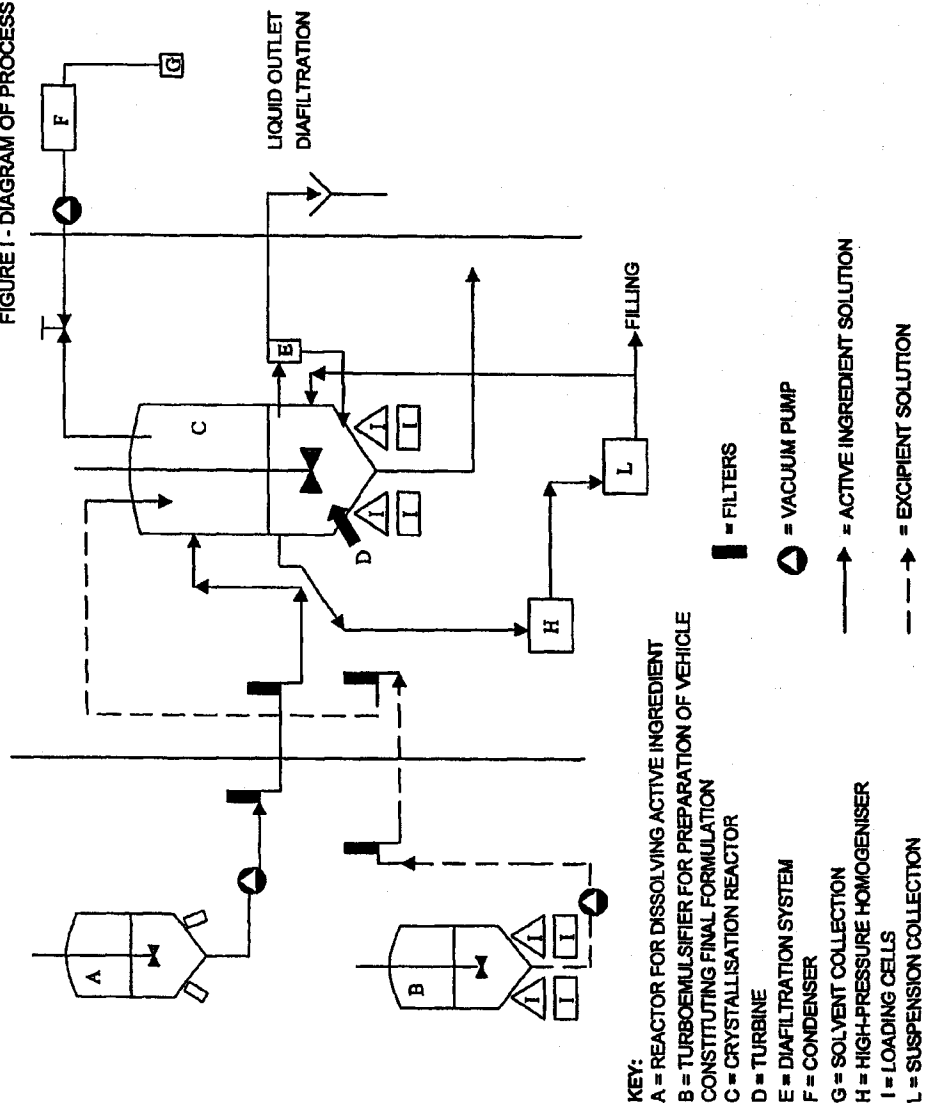 FIGURE I - DIAGRAM OF PROCESS
A
B
C
D
E
F
G
H
L
I
I
I
I
I
I
I
I
LIQUID OUTLET
DIAFILTRATION
FILLING
KEY:
A = REACTOR FOR DISSOLVING ACTIVE INGREDIENT
B = TURBOEMULSIFIER FOR PREPARATION OF VEHICLE
CONSTITUTING FINAL FORMULATION
C = CRYSTALLISATION REACTOR
D = TURBINE
E = DIAFILTRATION SYSTEM
F = CONDENSER
G = SOLVENT COLLECTION
H = HIGH-PRESSURE HOMOGENISER
I = LOADING CELLS
L = SUSPENSION COLLECTION
= FILTERS
= VACUUM PUMP
= ACTIVE INGREDIENT SOLUTION
= EXCIPIENT SOLUTION